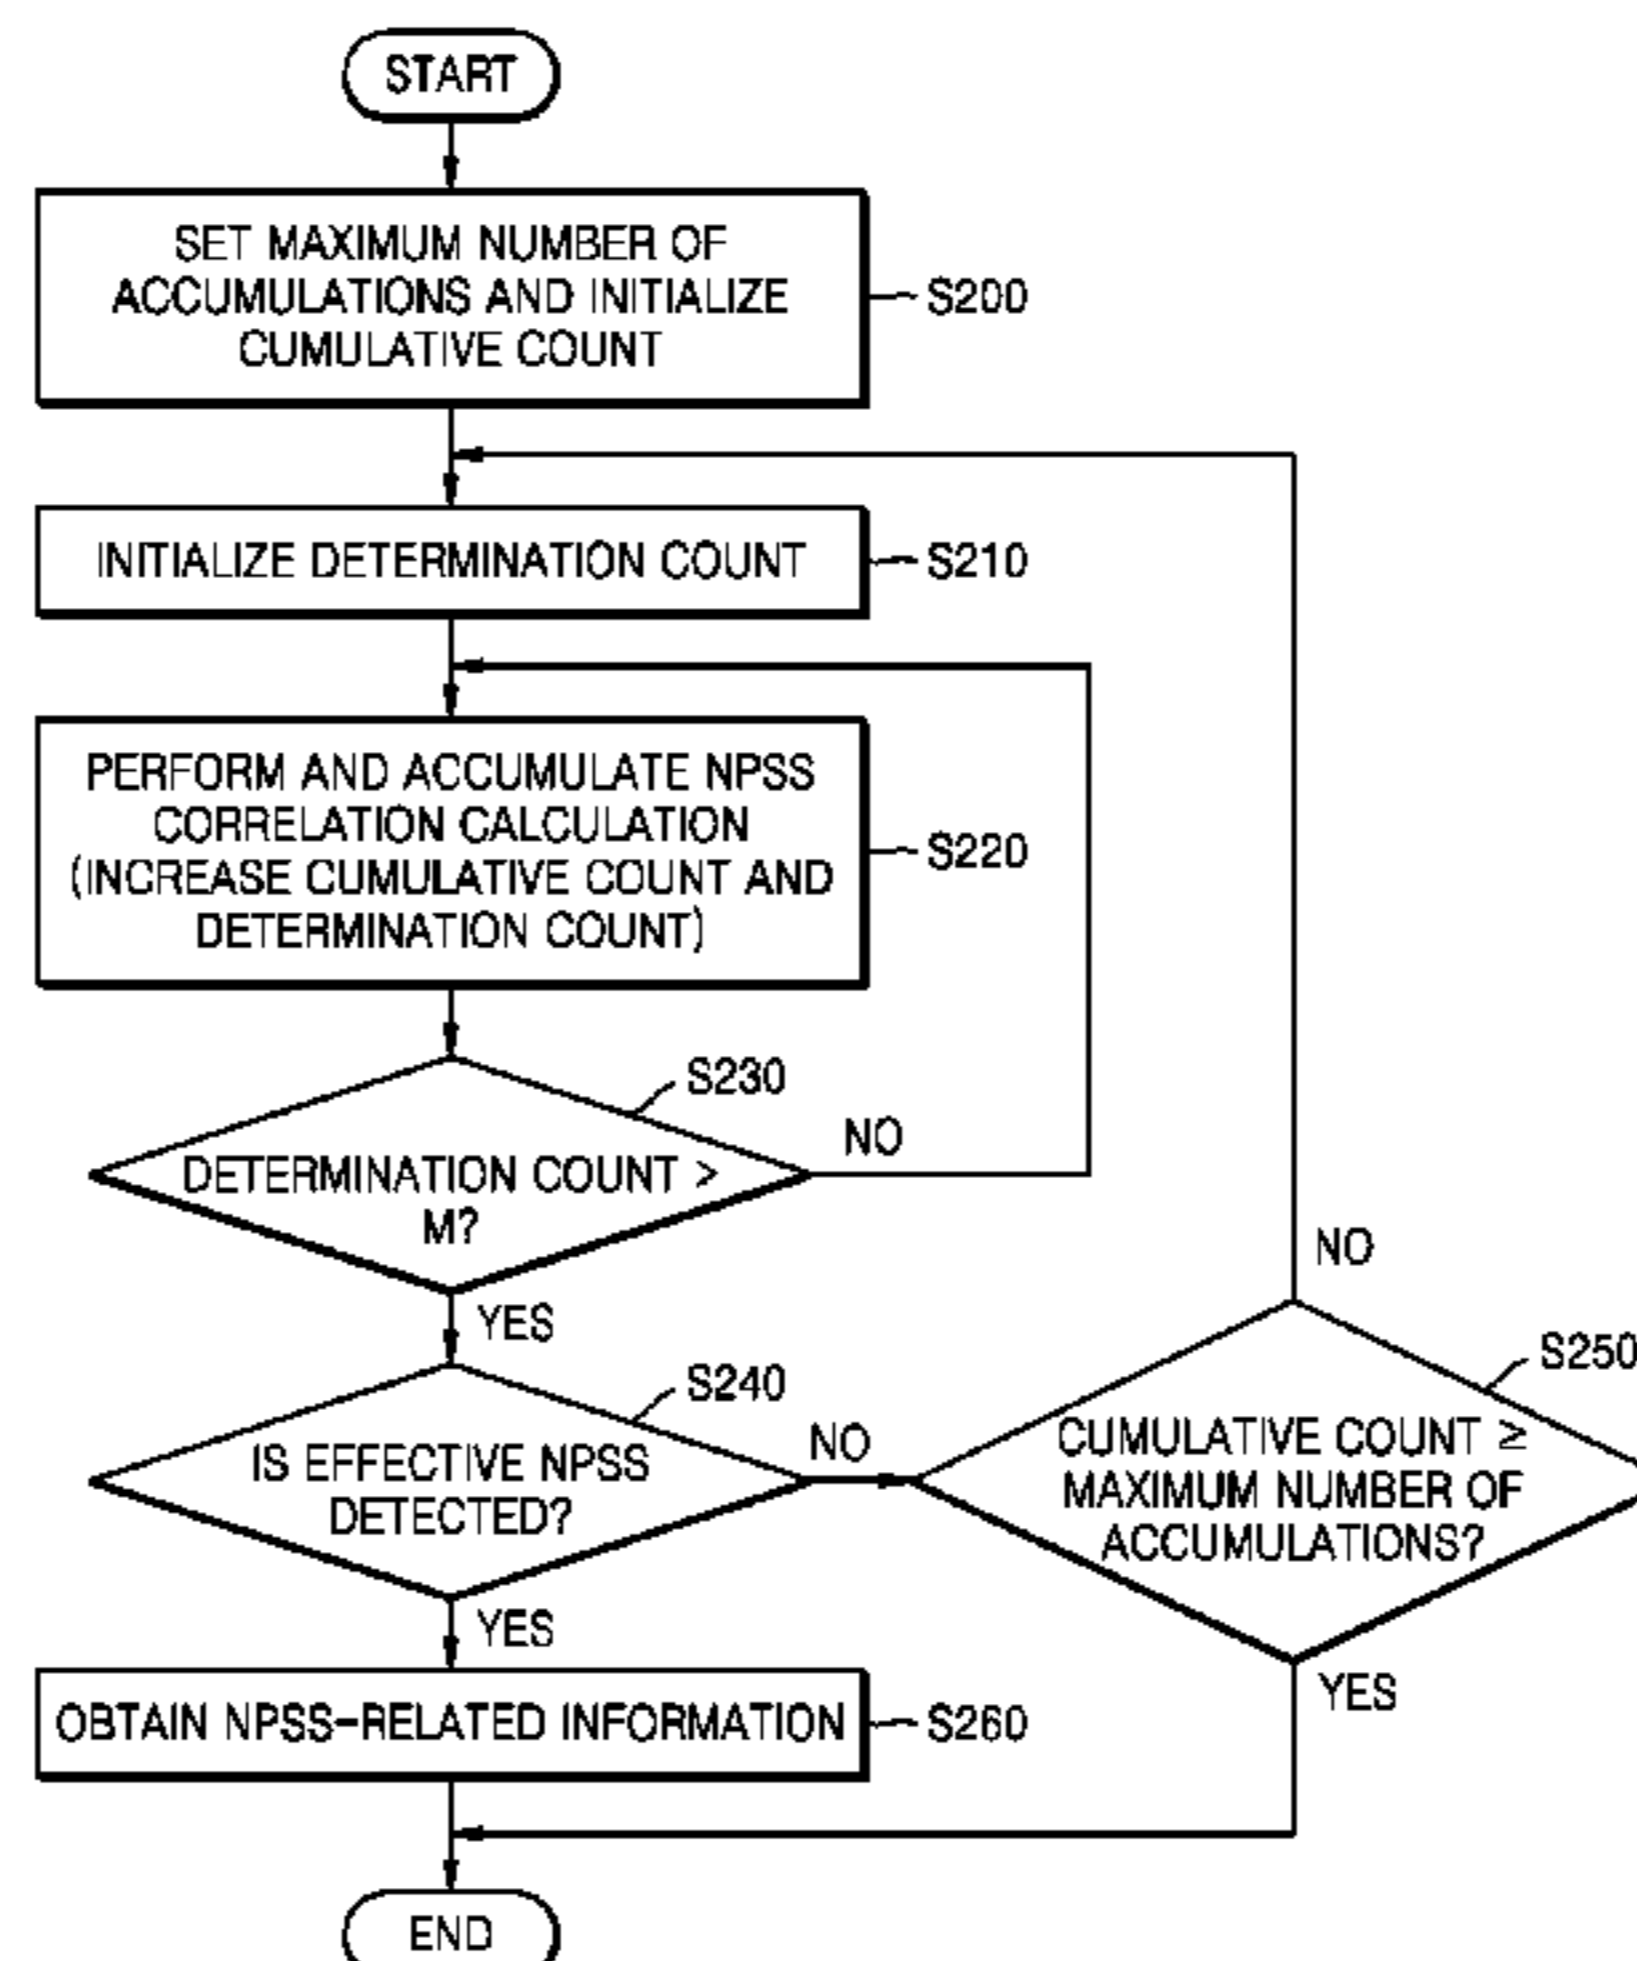 START
SET MAXIMUM NUMBER OF
ACCUMULATIONS AND INITIALIZE
CUMULATIVE COUNT
S200
INITIALIZE DETERMINATION COUNT
S210
PERFORM AND ACCUMULATE NPSS
CORRELATION CALCULATION
(INCREASE CUMULATIVE COUNT AND
DETERMINATION COUNT)
S220
S230
DETERMINATION COUNT >
M?
NO
YES
S240
IS EFFECTIVE NPSS
DETECTED?
NO
YES
NO
S250
CUMULATIVE COUNT ≥
MAXIMUM NUMBER OF
ACCUMULATIONS?
YES
OBTAIN NPSS-RELATED INFORMATION
S260
END